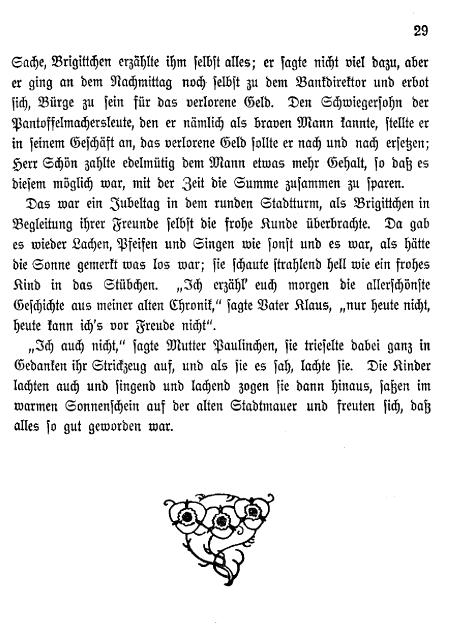 29
Sache, Brigittchen erzählte ihm selbst alles; er sagte nicht viel dazu, aber
er ging an dem Nachmittag noch selbst zu dem Bankdirektor und erbot
sich, Bürge zu sein für das verlorene Geld. Den Schwiegersohn der
Pantoffelmachersleute, den er nämlich als braven Mann kannte, stellte er
in seinem Geschäft an, das verlorene Geld sollte er nach und nach ersetzen;
Herr Schön zahlte edelmütig dem Mann etwas mehr Gehalt, so daß es
diesem möglich war, mit der Zeit die Summe zusammen zu sparen.
Das war ein Jubeltag in dem runden Stadtturm, als Brigittchen in
Begleitung ihrer Freunde selbst die frohe Kunde überbrachte. Da gab
es wieder Lachen, Pfeifen und Singen wie sonst und es war, als hätte
die Sonne gemerkt was los war; sie schaute strahlend hell wie ein frohes
Kind in das Stübchen. „Ich erzähl' euch morgen die allerschönste
Geschichte aus meiner alten Chronik,“ sagte Vater Klaus, „nur heute nicht,
heute kann ich's vor Freude nicht“.
„Ich auch nicht,“ sagte Mutter Paulinchen, sie trieselte dabei ganz in
Gedanken ihr Strickzeug auf, und als sie es sah, lachte sie. Die Kinder
lachten auch und singend und lachend zogen sie dann hinaus, saßen im
warmen Sonnenschein auf der alten Stadtmauer und freuten sich, daß
alles so gut geworden war.